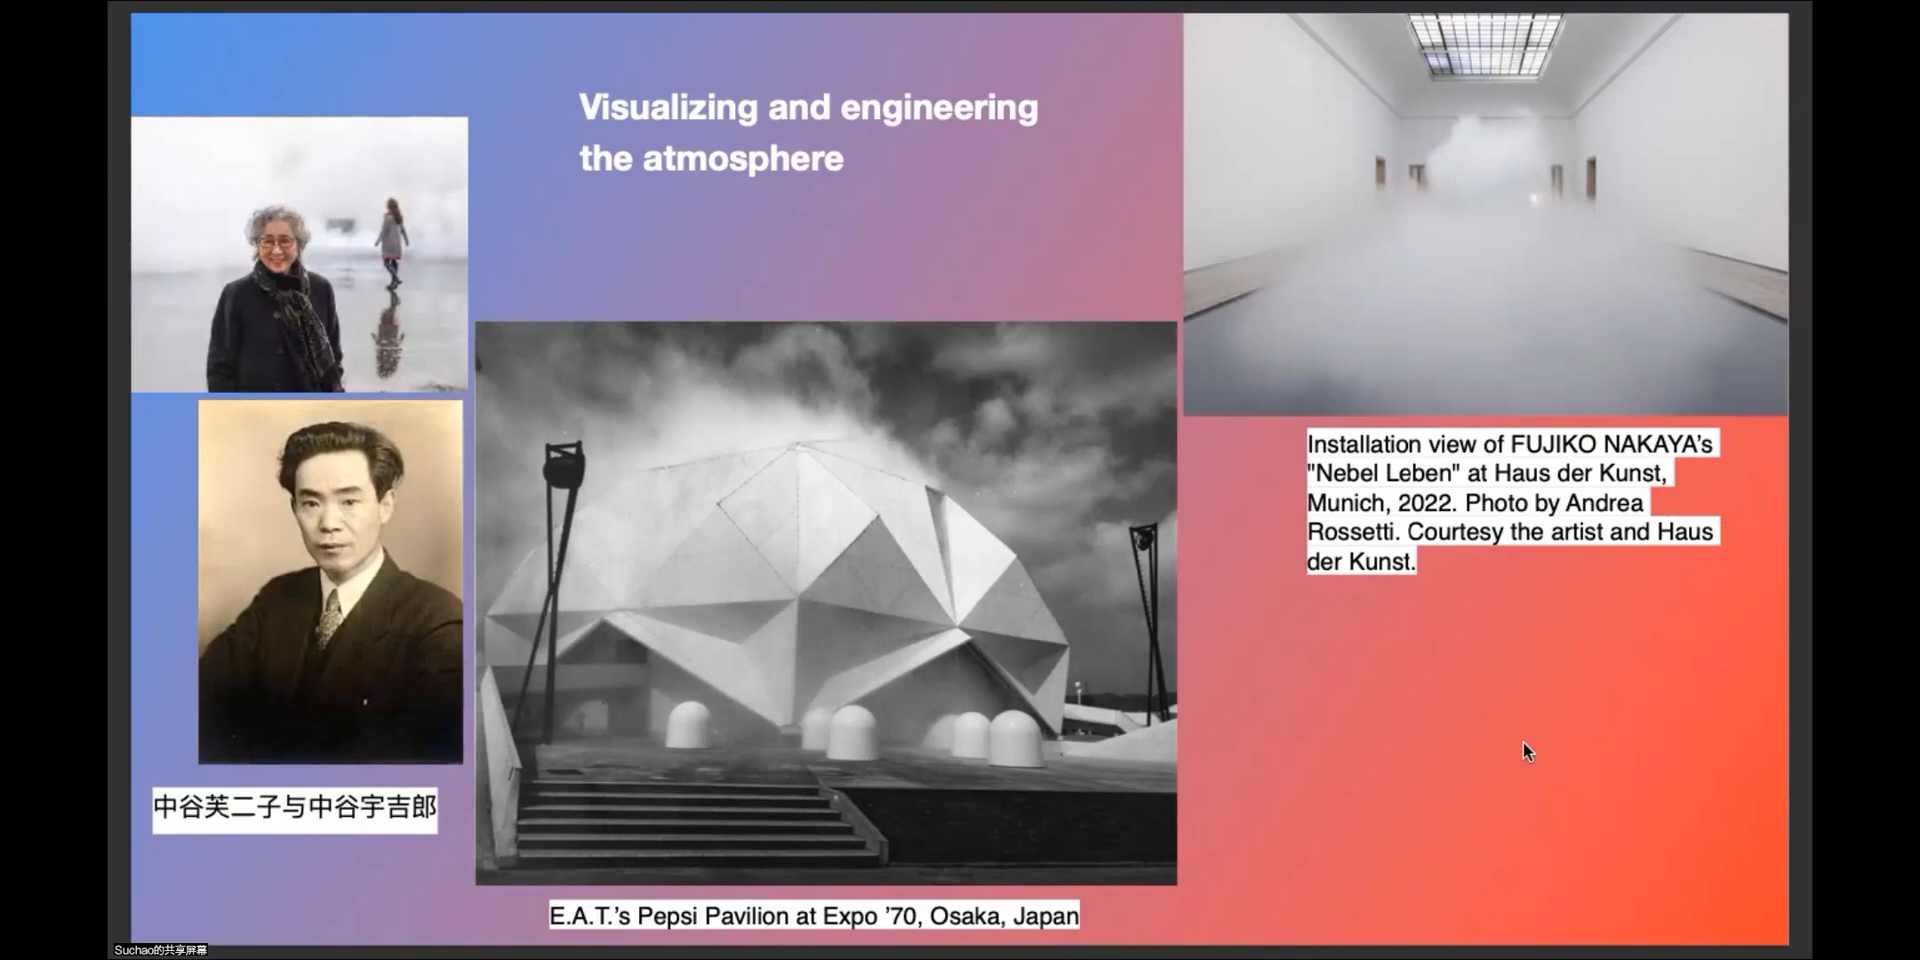 Visualizing and engineering
the atmosphere
中谷芙二子与中谷宇吉郎
E.A.T.’s Pepsi Pavilion at Expo ’70, Osaka, Japan
Installation view of FUJIKO NAKAYA’s
"Nebel Leben" at Haus der Kunst,
Munich, 2022. Photo by Andrea
Rossetti. Courtesy the artist and Haus
der Kunst.
Suchao的共享屏幕